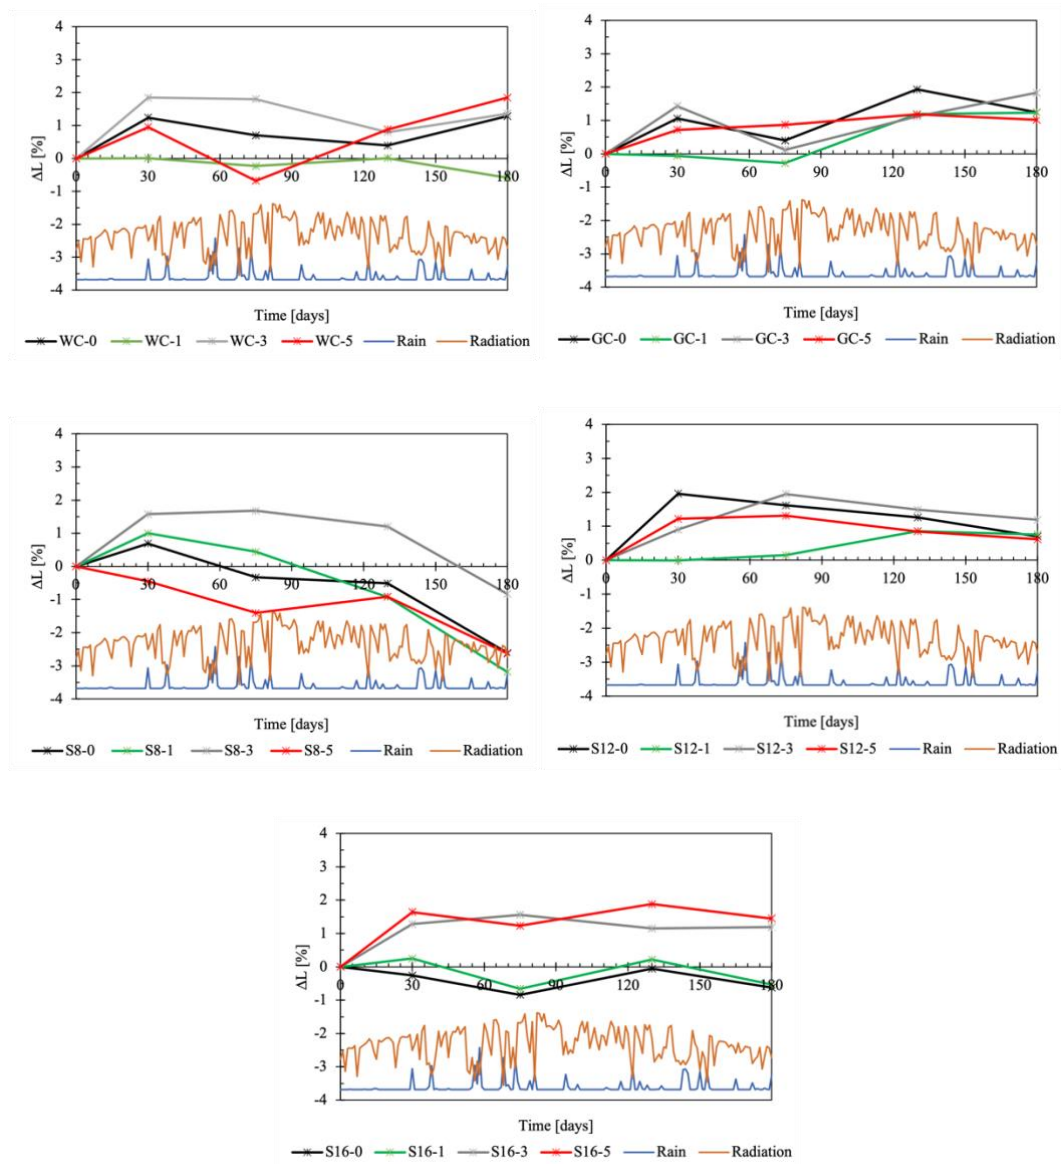 4
3
2
1
0
-1
-2
-3
-4
ΔL [%]
0 30 60 90 120 150 180
Time [days]
WC-0 WC-1 WC-3 WC-5 Rain Radiation
4
3
2
1
0
-1
-2
-3
-4
ΔL [%]
0 30 60 90 120 150 180
Time [days]
GC-0 GC-1 GC-3 GC-5 Rain Radiation
4
3
2
1
0
-1
-2
-3
-4
ΔL [%]
0 30 60 90 120 150 180
Time [days]
S8-0 S8-1 S8-3 S8-5 Rain Radiation
4
3
2
1
0
-1
-2
-3
-4
ΔL [%]
0 30 60 90 120 150 180
Time [days]
S12-0 S12-1 S12-3 S12-5 Rain Radiation
4
3
2
1
0
-1
-2
-3
-4
ΔL [%]
0 30 60 90 120 150 180
Time [days]
S16-0 S16-1 S16-3 S16-5 Rain Radiation